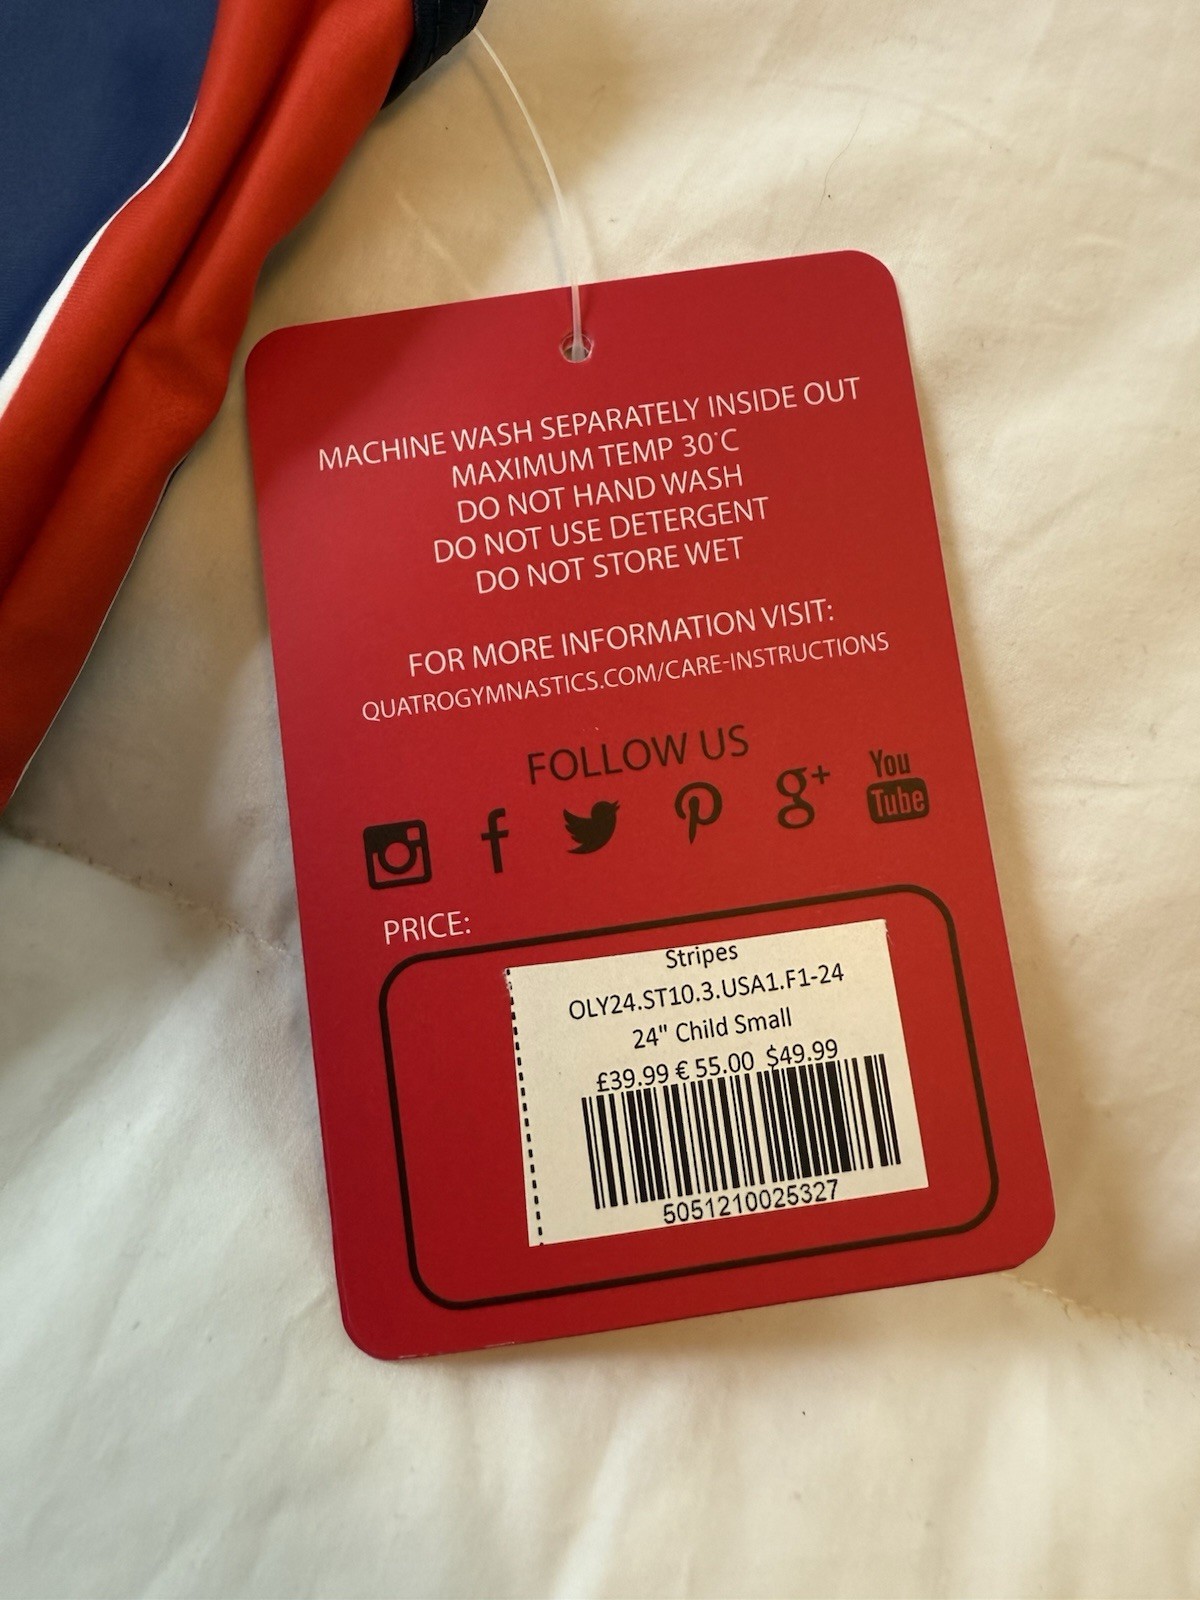 MACHINE WASH SEPARATELY INSIDE OUT
MAXIMUM TEMP 30°C
DO NOT HAND WASH
DO NOT USE DETERGENT
DO NOT STORE WET
FOR MORE INFORMATION VISIT:
QUATROGYMNASTICS.COM/CARE-INSTRUCTIONS
FOLLOW US
f g+ You Tube
PRICE:
Stripes
OLY24.ST10.3.USA1.F1-24
24" Child Small
£39.99 € 55.00 $49.99
5051210025327